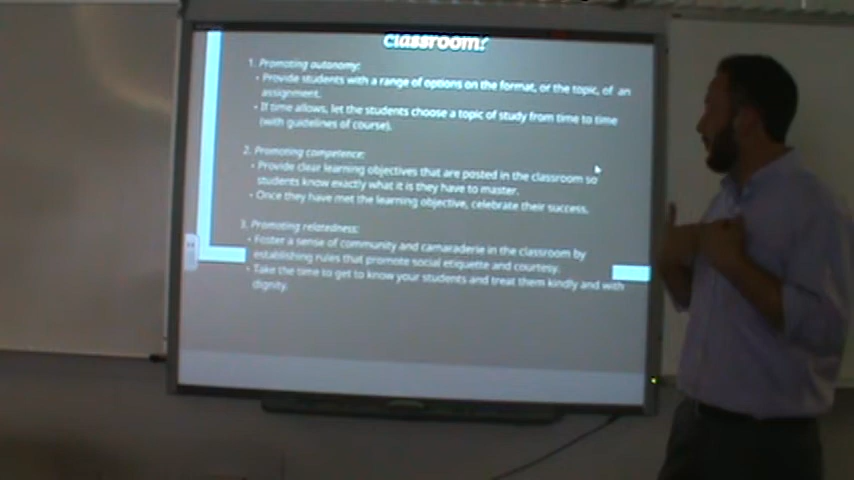 classroom?
1. Promoting autonomy:
• Provide students with a range of options on the format, or the topic, of an
assignment.
• If time allows, let the students choose a topic of study from time to time
(with guidelines of course).
2. Promoting competence:
• Provide clear learning objectives that are posted in the classroom so
students know exactly what it is they have to master.
• Once they have met the learning objective, celebrate their success.
3. Promoting relatedness:
• Foster a sense of community and camaraderie in the classroom by
establishing rules that promote social etiquette and courtesy.
• Take the time to get to know your students and treat them kindly and with
dignity.